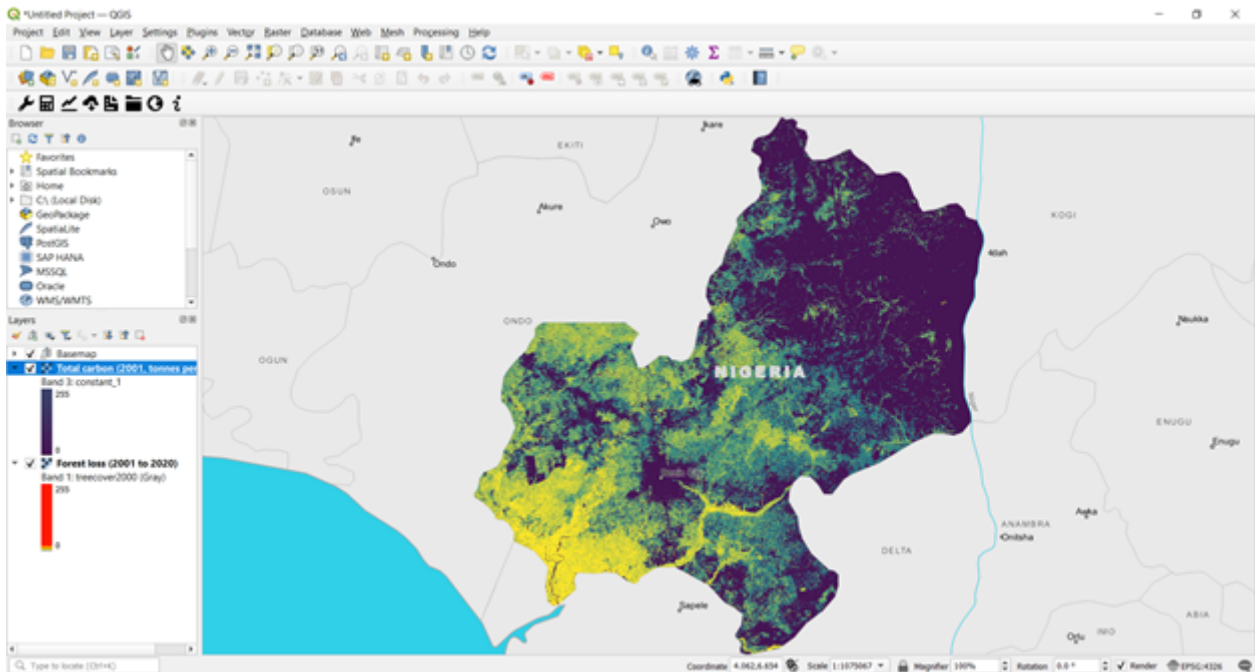 *Untitled Project — QGIS
Project Edit View Layer Settings Plugins Vector Raster Database Web Mesh Processing Help
Browser
Favorites
Spatial Bookmarks
Home
C:\ (Local Disk)
GeoPackage
SpatiaLite
PostGIS
SAP HANA
MSSQL
Oracle
WMS/WMTS
Layers
Basemap
Total carbon (2001, tonnes per
Band 3: constant_1
255
0
Forest loss (2001 to 2020)
Band 1: treecover2000 (Gray)
255
0
Ife
Ikare
EKITI
OSUN
Akure
Owo
KOGI
Idah
Ondo
Nsukka
ONDO
OGUN
NIGERIA
ENUGU
Enugu
Benin City
Awka
ANAMBRA
Onitsha
DELTA
Sapele
ABIA
Orlu
IMO
Type to locate (Ctrl+K)
Coordinate 4.062,6.654 Scale 1:1075067 Magnifier 100% Rotation 0.0 ° Render EPSG:4326